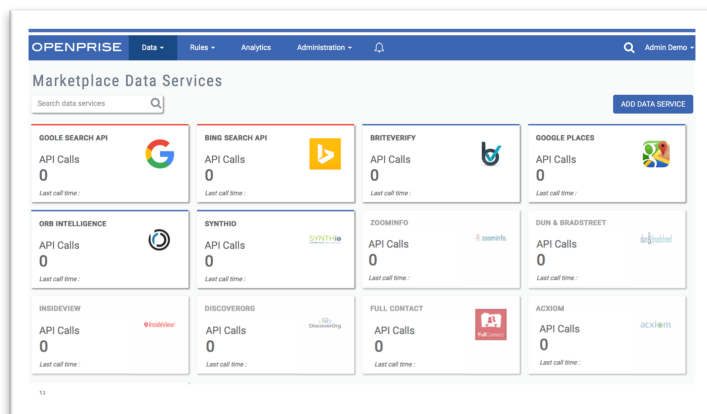 OPENPRISE Data Rules Analytics Administration Admin Demo
Marketplace Data Services
Search data services
ADD DATA SERVICE
GOOLE SEARCH API
API Calls
0
Last call time :
BING SEARCH API
API Calls
0
Last call time :
BRITEVERIFY
API Calls
0
Last call time :
GOOGLE PLACES
API Calls
0
Last call time :
ORB INTELLIGENCE
API Calls
0
Last call time :
SYNTHIO
SYNTHIO
API Calls
0
Last call time :
ZOOMINFO
zoominfo.
API Calls
0
Last call time :
DUN & BRADSTREET
dun & bradstreet
API Calls
0
Last call time :
INSIDEVIEW
InsideView
API Calls
0
Last call time :
DISCOVERORG
DiscoverOrg
API Calls
0
Last call time :
FULL CONTACT
FullContact
API Calls
0
Last call time :
ACXIOM
acxiom.
API Calls
0
Last call time :
13